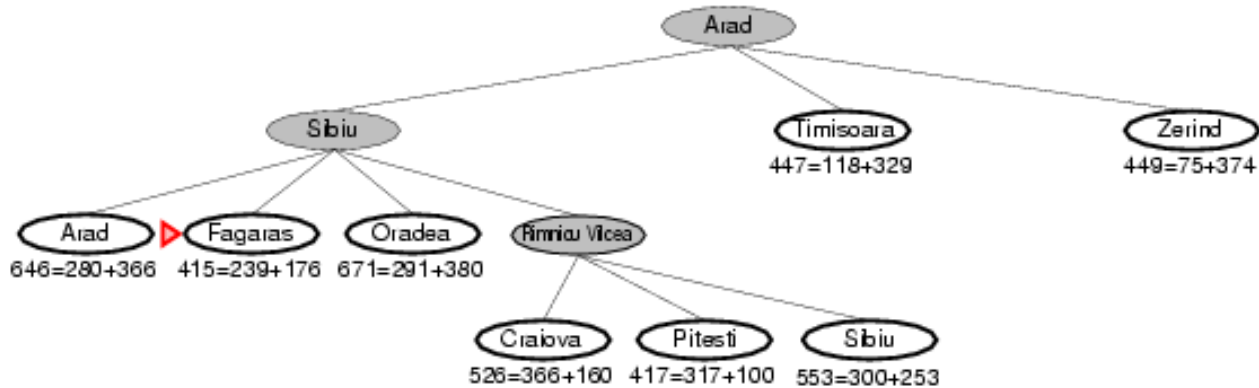 Arad
Sibiu
Timisoara
Zerind
447=118+329
449=75+374
Arad
Fagaras
Oradea
Rimnicu Vilcea
646=280+366
415=239+176
671=291+380
Craiova
Pitesti
Sibiu
526=366+160
417=317+100
553=300+253